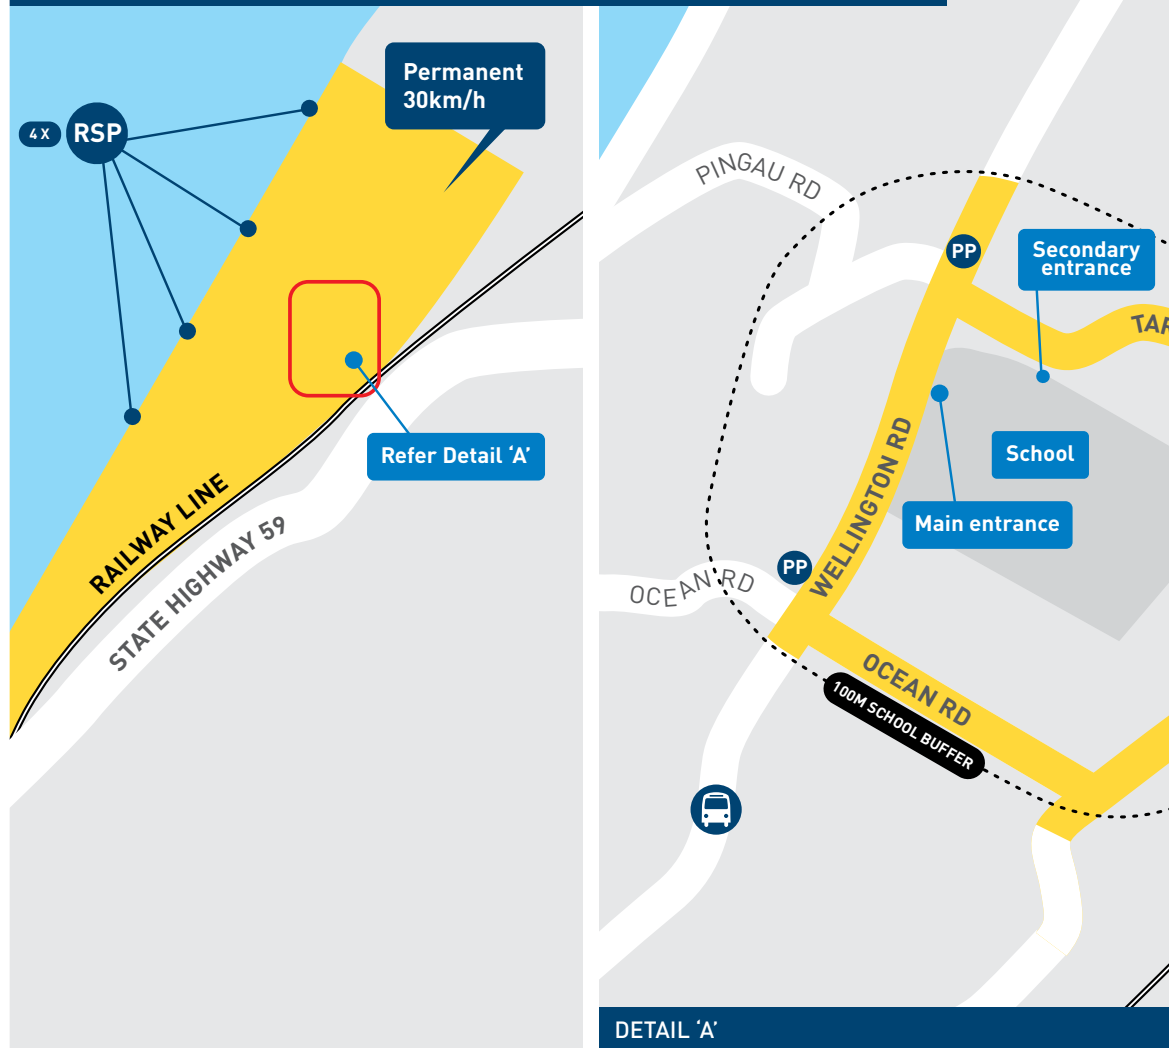 Permanent
30km/h
4 X
RSP
Refer Detail ‘A’
RAILWAY LINE
STATE HIGHWAY 59
PINGAU RD
PP
Secondary
entrance
TAR
School
WELLINGTON RD
Main entrance
PP
OCEAN RD
OCEAN RD
100M SCHOOL BUFFER
DETAIL ‘A’